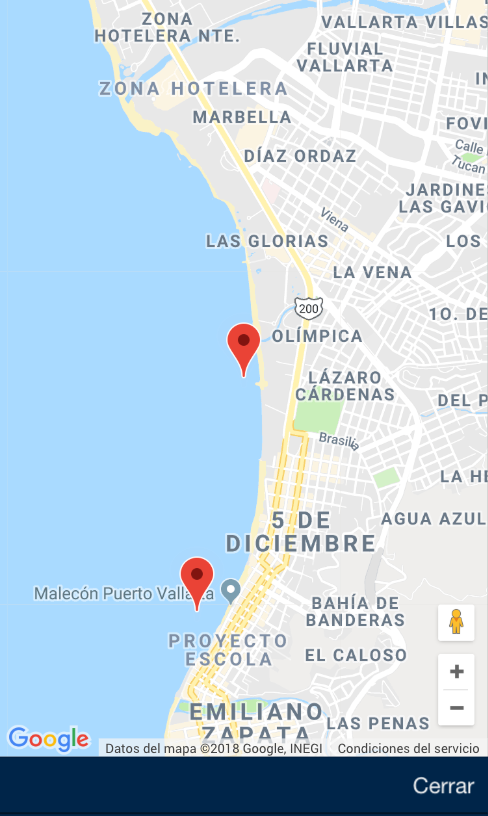 ZONA
HOTELERA NTE.
VALLARTA VILLAS
FLUVIAL
VALLARTA
ZONA HOTELERA
MARBELLA
FOVI
Calle
Tucan
DÍAZ ORDAZ
JARDINE
LAS GAVIO
Viena
LAS GLORIAS
LOS
LA VENA
200
1O. DE
OLÍMPICA
LÁZARO
CÁRDENAS
DEL P
Brasilia
LA HE
5 DE
DICIEMBRE
AGUA AZUL
Malecón Puerto Vallarta
BAHÍA DE
BANDERAS
PROYECTO
ESCOLA
EL CALOSO
+
−
EMILIANO
ZAPATA
LAS PENAS
Google
Datos del mapa ©2018 Google, INEGI Condiciones del servicio
Cerrar